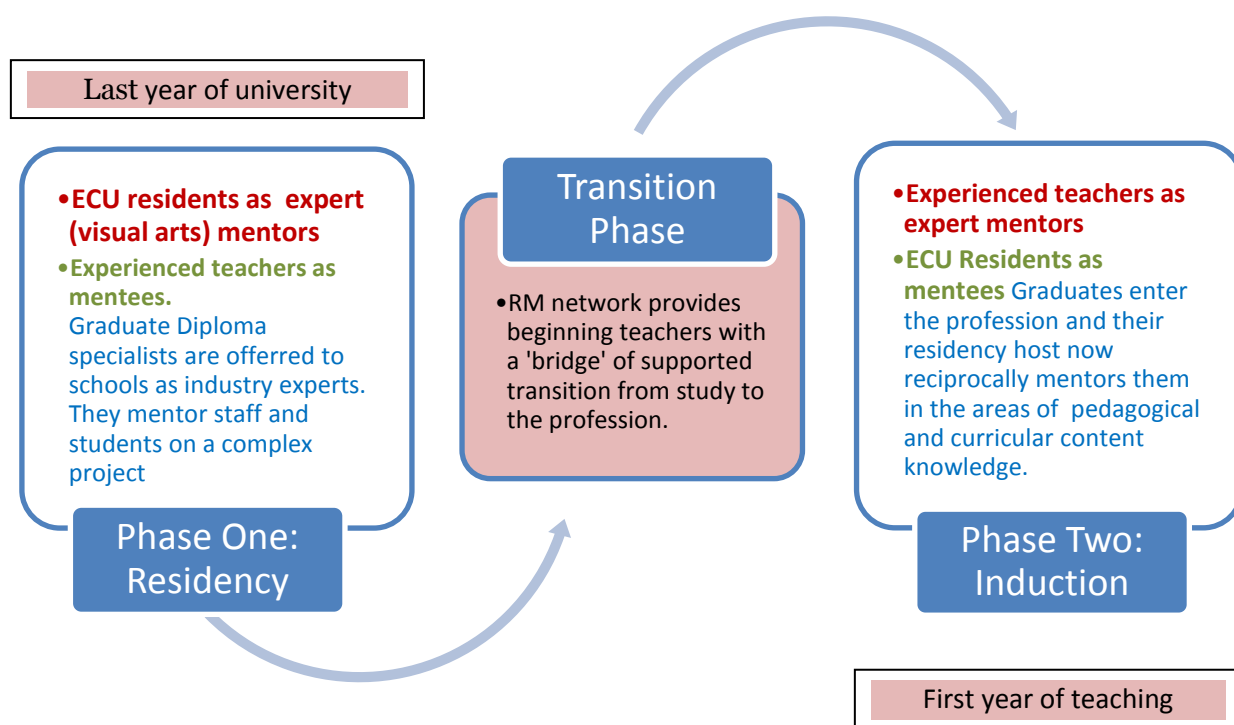 Last year of university
•ECU residents as  expert
(visual arts) mentors
•Experienced teachers as
mentees.
Graduate Diploma
specialists are offerred to
schools as industry experts.
They mentor staff and
students on a complex
project
Phase One:
Residency
Transition
Phase
•RM network provides
beginning teachers with
a 'bridge' of supported
transition from study to
the profession.
•Experienced teachers as
expert mentors
•ECU Residents as
mentees Graduates enter
the profession and their
residency host now
reciprocally mentors them
in the areas of  pedagogical
and curricular content
knowledge.
Phase Two:
Induction
First year of teaching